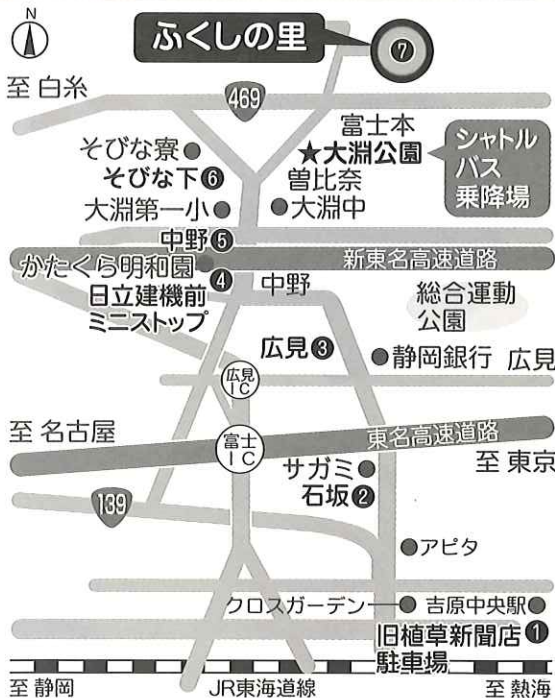 N
ふくしの里
⑦
至 白糸
469
富士本
★大淵公園
シャトル
バス
乗降場
そびな寮
そびな下⑥
曽比奈
大淵第一小
大淵中
中野⑤
新東名高速道路
かたくら明和園
④
中野
日立建機前
ミニストップ
総合運動
公園
広見③
静岡銀行
広見
広見
IC
至 名古屋
富士
IC
東名高速道路
至 東京
サガミ
石坂②
139
アピタ
クロスガーデン
吉原中央駅
旧植草新聞店①
駐車場
至 静岡
JR東海道線
至 熱海